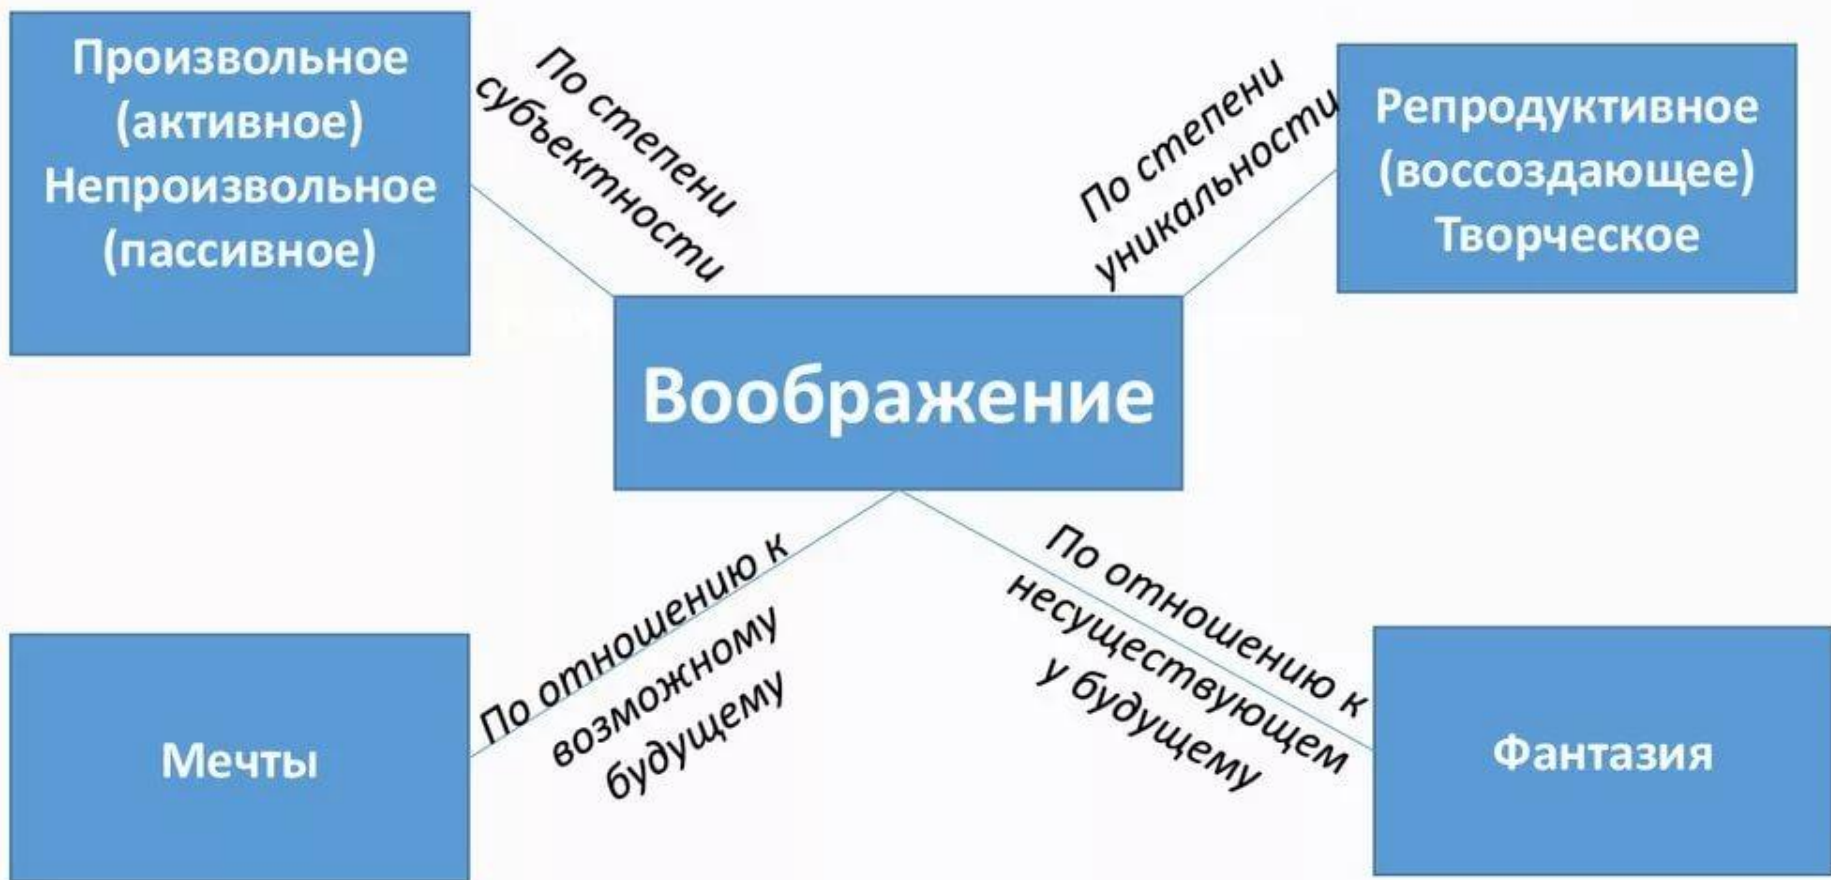 Произвольное
(активное)
Непроизвольное
(пассивное)
По степени
субъектности
По степени
уникальности
Репродуктивное
(воссоздающее)
Творческое
Воображение
По отношению к
возможному
будущему
По отношению к
несуществующем
у будущему
Мечты
Фантазия